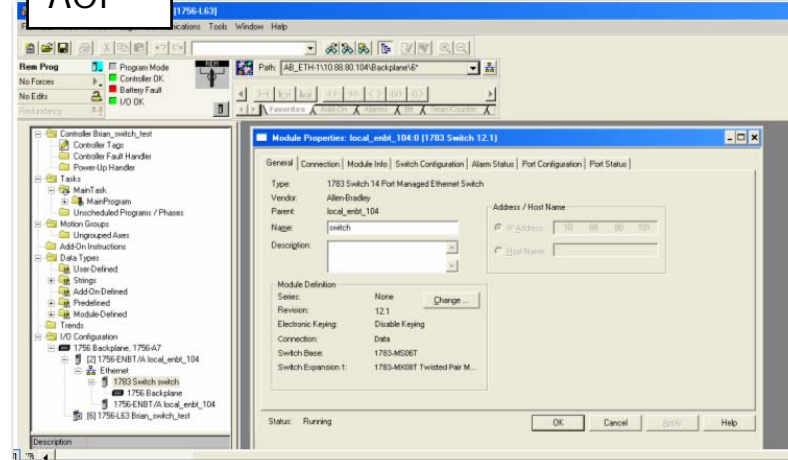 AOP
[1756-L63]
Tools Window Help
Rem Prog
Program Mode
No Forces
Controller OK
Battery Fault
No Edits
I/O OK
Redundancy
Path: AB_ETH-1\10.88.80.104\Backplane\6*
Favorites Add-On Alarms Bit Timer/Counter
Controller Brian_switch_test
Controller Tags
Controller Fault Handler
Power-Up Handler
Tasks
MainTask
MainProgram
Unscheduled Programs / Phases
Motion Groups
Ungrouped Axes
Add-On Instructions
Data Types
User-Defined
Strings
Add-On-Defined
Predefined
Module-Defined
Trends
I/O Configuration
1756 Backplane, 1756-A7
[2] 1756-ENBT/A local_enbt_104
Ethernet
1783 Switch switch
1756 Backplane
1756-ENBT/A local_enbt_104
[6] 1756-L63 Brian_switch_test
Description
Module Properties: local_enbt_104:0 (1783 Switch 12.1)
General Connection Module Info Switch Configuration Alarm Status Port Configuration Port Status
Type: 1783 Switch 14 Port Managed Ethernet Switch
Vendor: Allen-Bradley
Parent: local_enbt_104
Name: switch
Description:
Address / Host Name
IP Address: 10 88 80 101
Host Name:
Module Definition
Series: None
Change ...
Revision: 12.1
Electronic Keying: Disable Keying
Connection: Data
Switch Base: 1783-MS06T
Switch Expansion 1: 1783-MX08T Twisted Pair M...
Status: Running
OK Cancel Apply Help